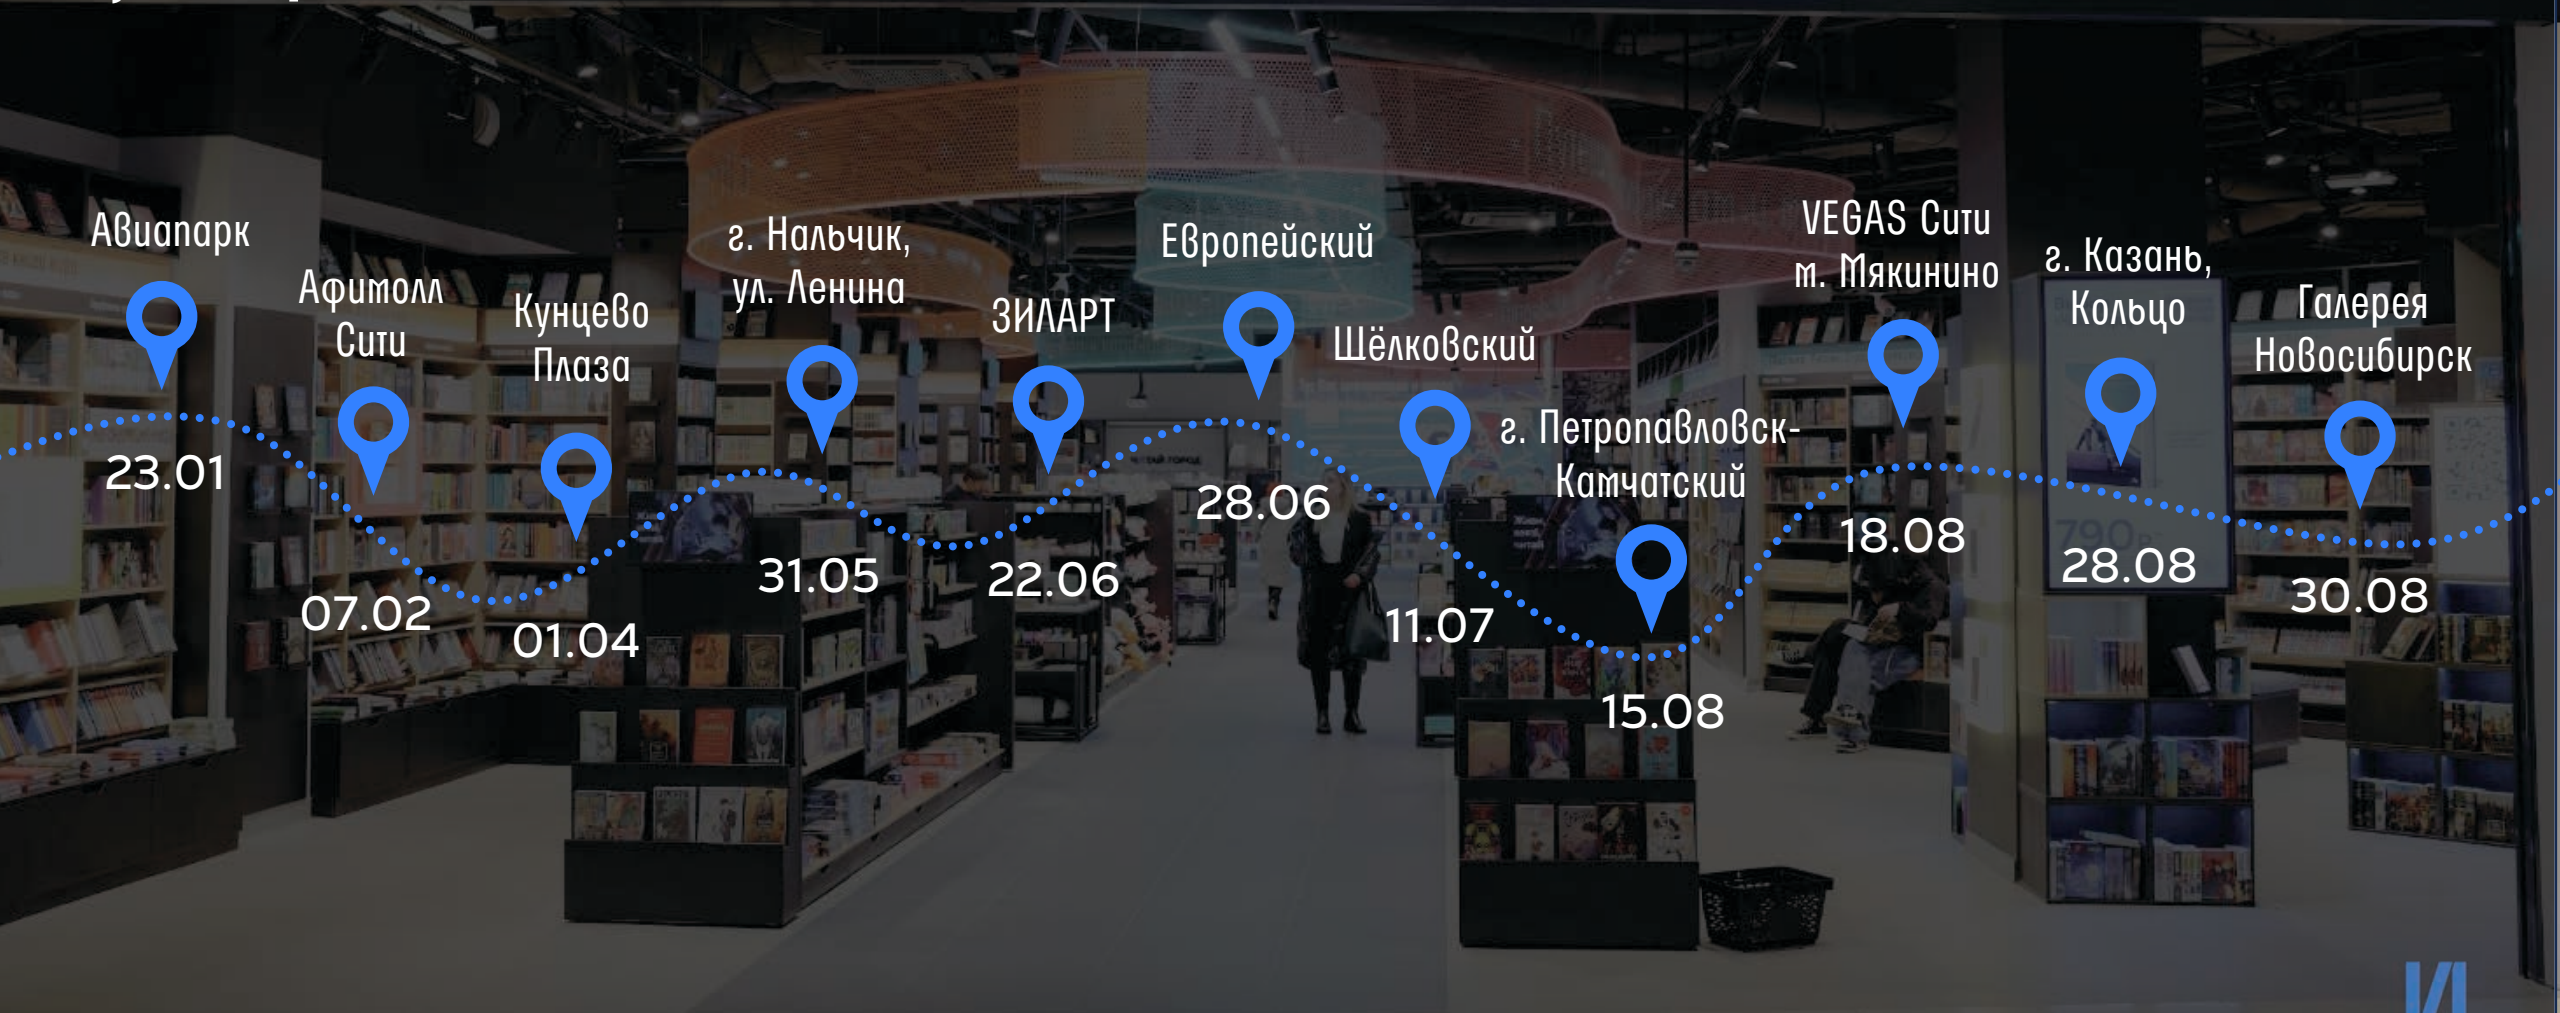 Авиапарк
23.01
Афимолл
Сити
07.02
Кунцево
Плаза
01.04
г. Нальчик,
ул. Ленина
31.05
ЗИЛАРТ
22.06
Европейский
28.06
Щёлковский
11.07
г. Петропавловск-
Камчатский
15.08
VEGAS Сити
м. Мякинино
18.08
г. Казань,
Кольцо
28.08
Галерея
Новосибирск
30.08
790